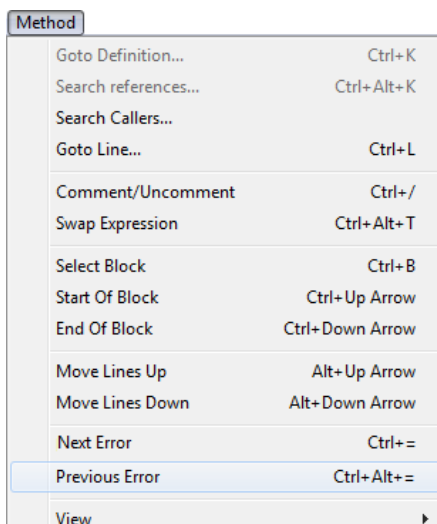 Method
Goto Definition... Ctrl+K
Search references... Ctrl+Alt+K
Search Callers...
Goto Line... Ctrl+L
Comment/Uncomment Ctrl+/
Swap Expression Ctrl+Alt+T
Select Block Ctrl+B
Start Of Block Ctrl+Up Arrow
End Of Block Ctrl+Down Arrow
Move Lines Up Alt+Up Arrow
Move Lines Down Alt+Down Arrow
Next Error Ctrl+=
Previous Error Ctrl+Alt+=
View